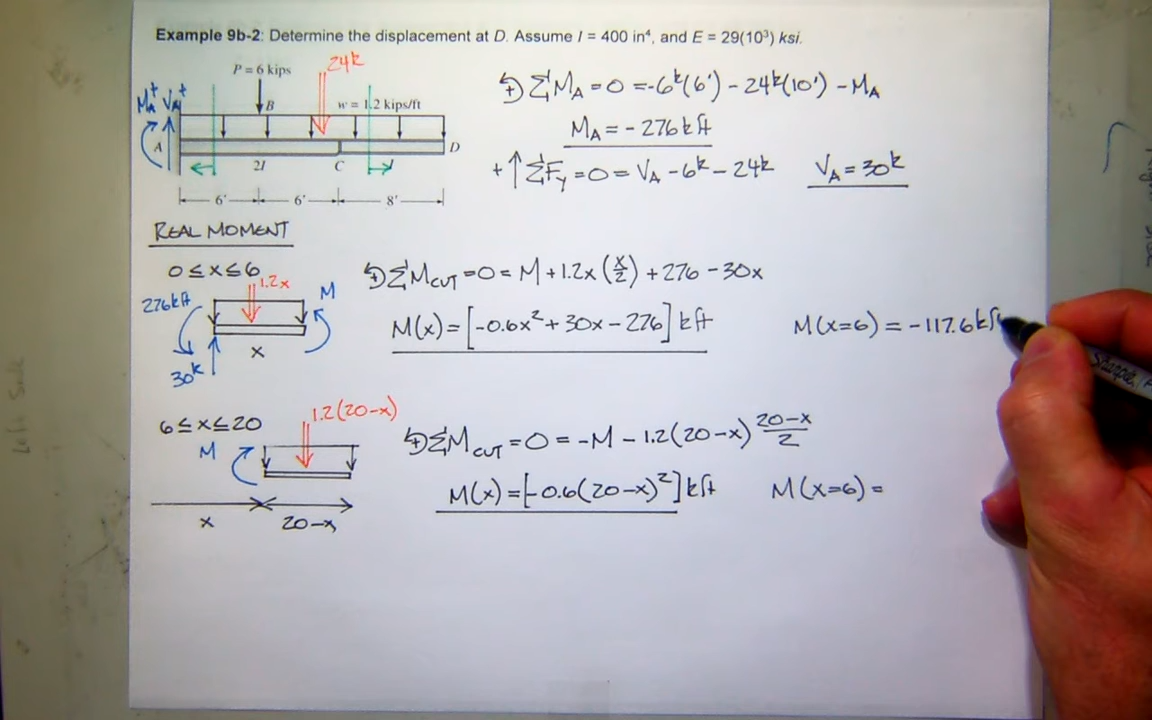 Example 9b-2: Determine the displacement at D. Assume I = 400 in⁴, and E = 29(10³) ksi.
24k
P = 6 kips
MA+ VA+
B
w = 1.2 kips/ft
A
2I
C
D
6' 6' 8'
+ΣMA = 0 = -6k(6') - 24k(10') - MA
MA = -276kft
+↑ΣFy = 0 = VA - 6k - 24k VA = 30k
REAL MOMENT
0 ≤ x ≤ 6
1.2x
276kft
M
x
30k
+ΣMCUT = 0 = M + 1.2x (x/2) + 276 - 30x
M(x) = [-0.6x² + 30x - 276] kft M(x=6) = -117.6kf
6 ≤ x ≤ 20
1.2(20-x)
M
x 20-x
+ΣMCUT = 0 = -M - 1.2(20-x) 20-x/2
M(x) = [-0.6(20-x)²] kft M(x=6) =